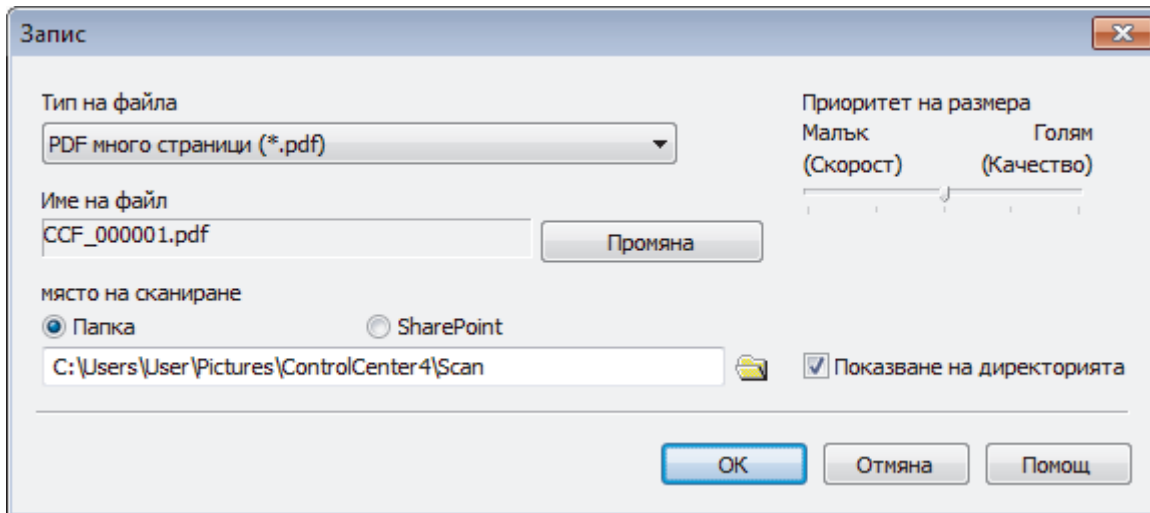 Запис
Тип на файла
PDF много страници (*.pdf)
Име на файл
CCF_000001.pdf
Промяна
място на сканиране
Папка
SharePoint
C:\Users\User\Pictures\ControlCenter4\Scan
Приоритет на размера
Малък Голям
(Скорост) (Качество)
Показване на директорията
OK
Отмяна
Помощ